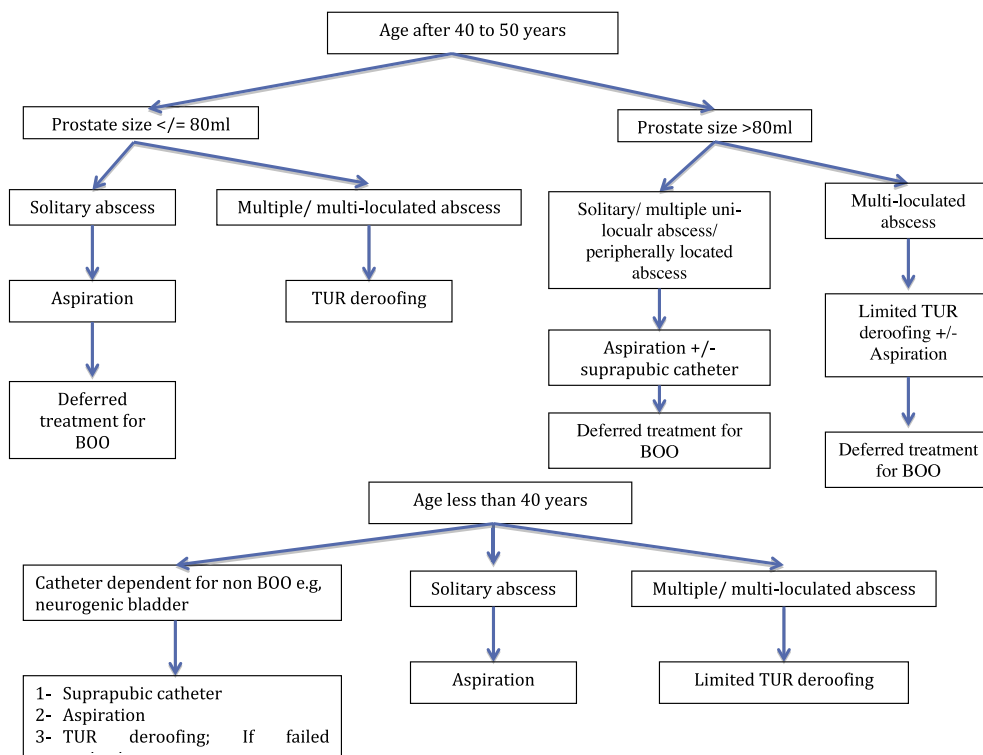 Age after 40 to 50 years
Prostate size </= 80ml
Prostate size >80ml
Solitary abscess
Multiple/ multi-loculated abscess
Solitary/ multiple uni-
locualr abscess/
peripherally located
abscess
Multi-loculated
abscess
Aspiration
TUR deroofing
Aspiration +/-
suprapubic catheter
Limited TUR
deroofing +/-
Aspiration
Deferred
treatment for
BOO
Deferred treatment for
BOO
Deferred treatment
for BOO
Age less than 40 years
Catheter dependent for non BOO e.g,
neurogenic bladder
Solitary abscess
Multiple/ multi-loculated abscess
1- Suprapubic catheter
2- Aspiration
3- TUR deroofing; If failed
Aspiration
Limited TUR deroofing